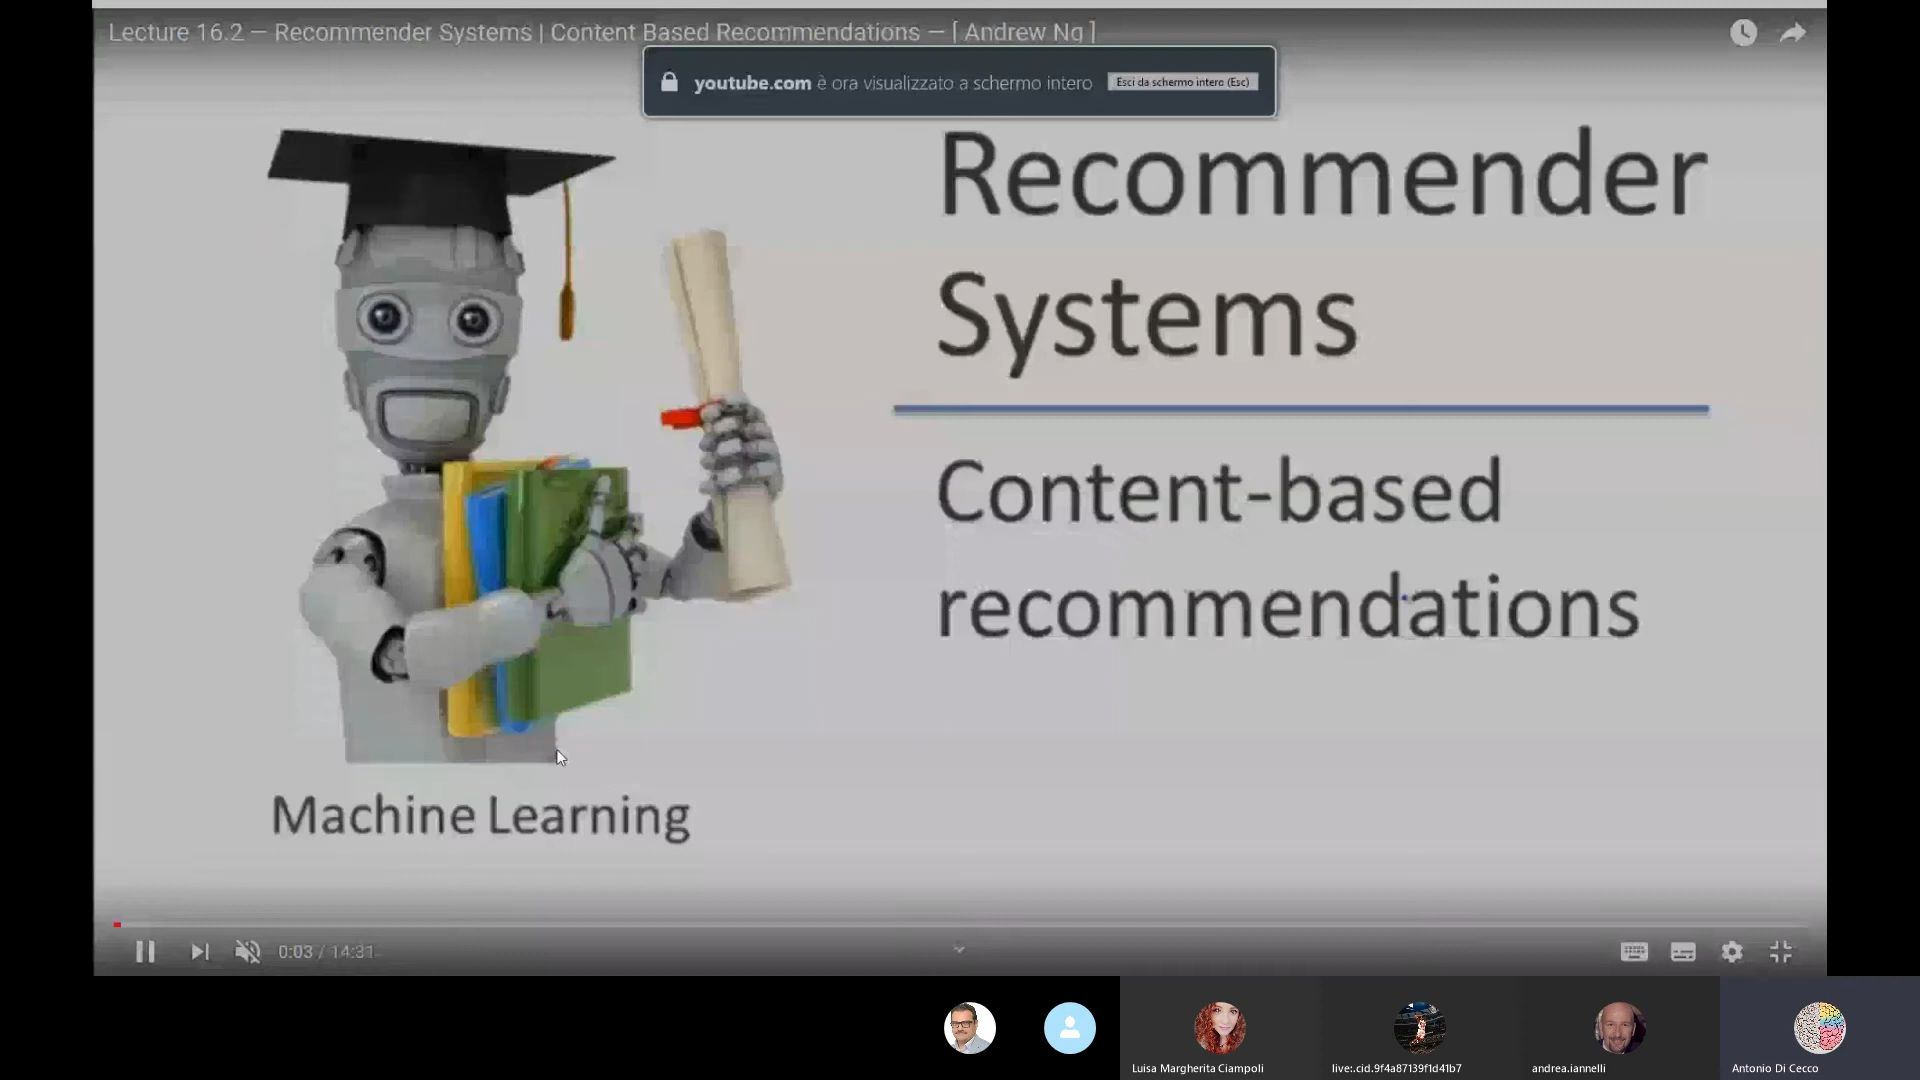 Lecture 16.2 — Recommender Systems | Content Based Recommendations — [ Andrew Ng ]
youtube.com è ora visualizzato a schermo intero
Esci da schermo intero (Esc)
Recommender
Systems
Content-based
recommendations
Machine Learning
0:03 / 14:31
Luisa Margherita Ciampoli
live:.cid.9f4a87139f1d41b7
andrea.iannelli
Antonio Di Cecco